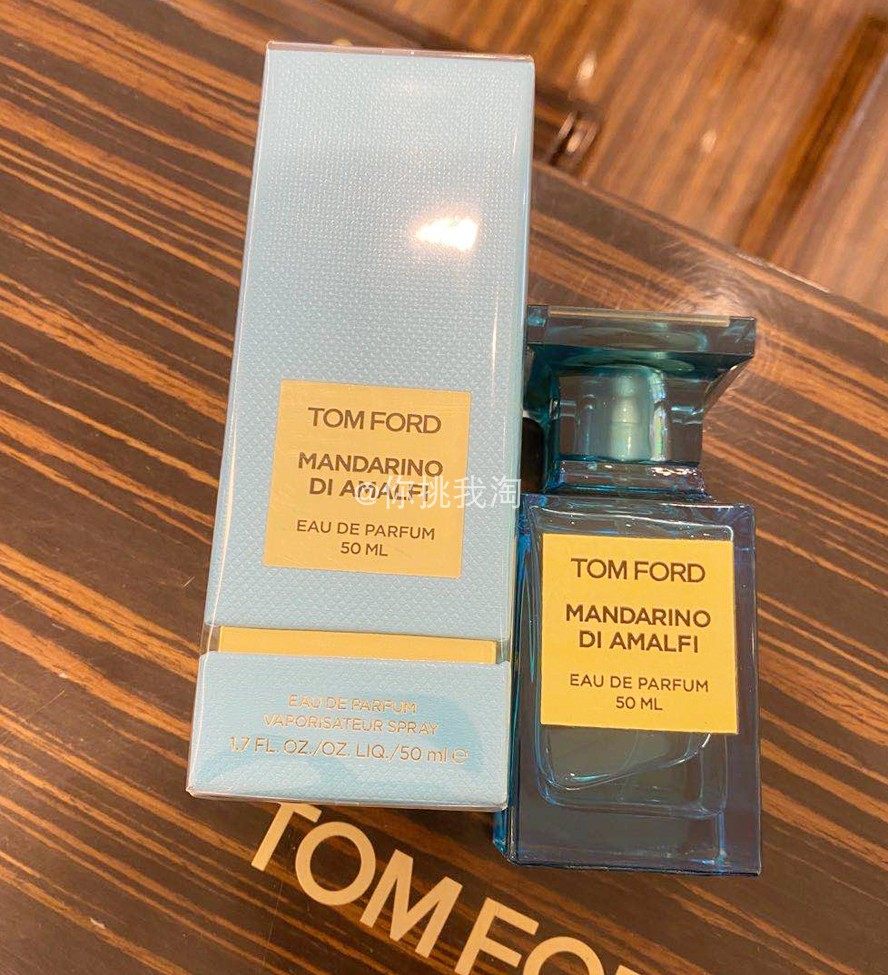 TOM FORD
MANDARINO
DI AMALFI
EAU DE PARFUM
50 ML
@你挑我淘
EAU DE PARFUM
VAPORISATEUR SPRAY
1.7 FL. OZ./OZ. LIQ./50 ml ℮
TOM FORD
MANDARINO
DI AMALFI
EAU DE PARFUM
50 ML
TOM FO